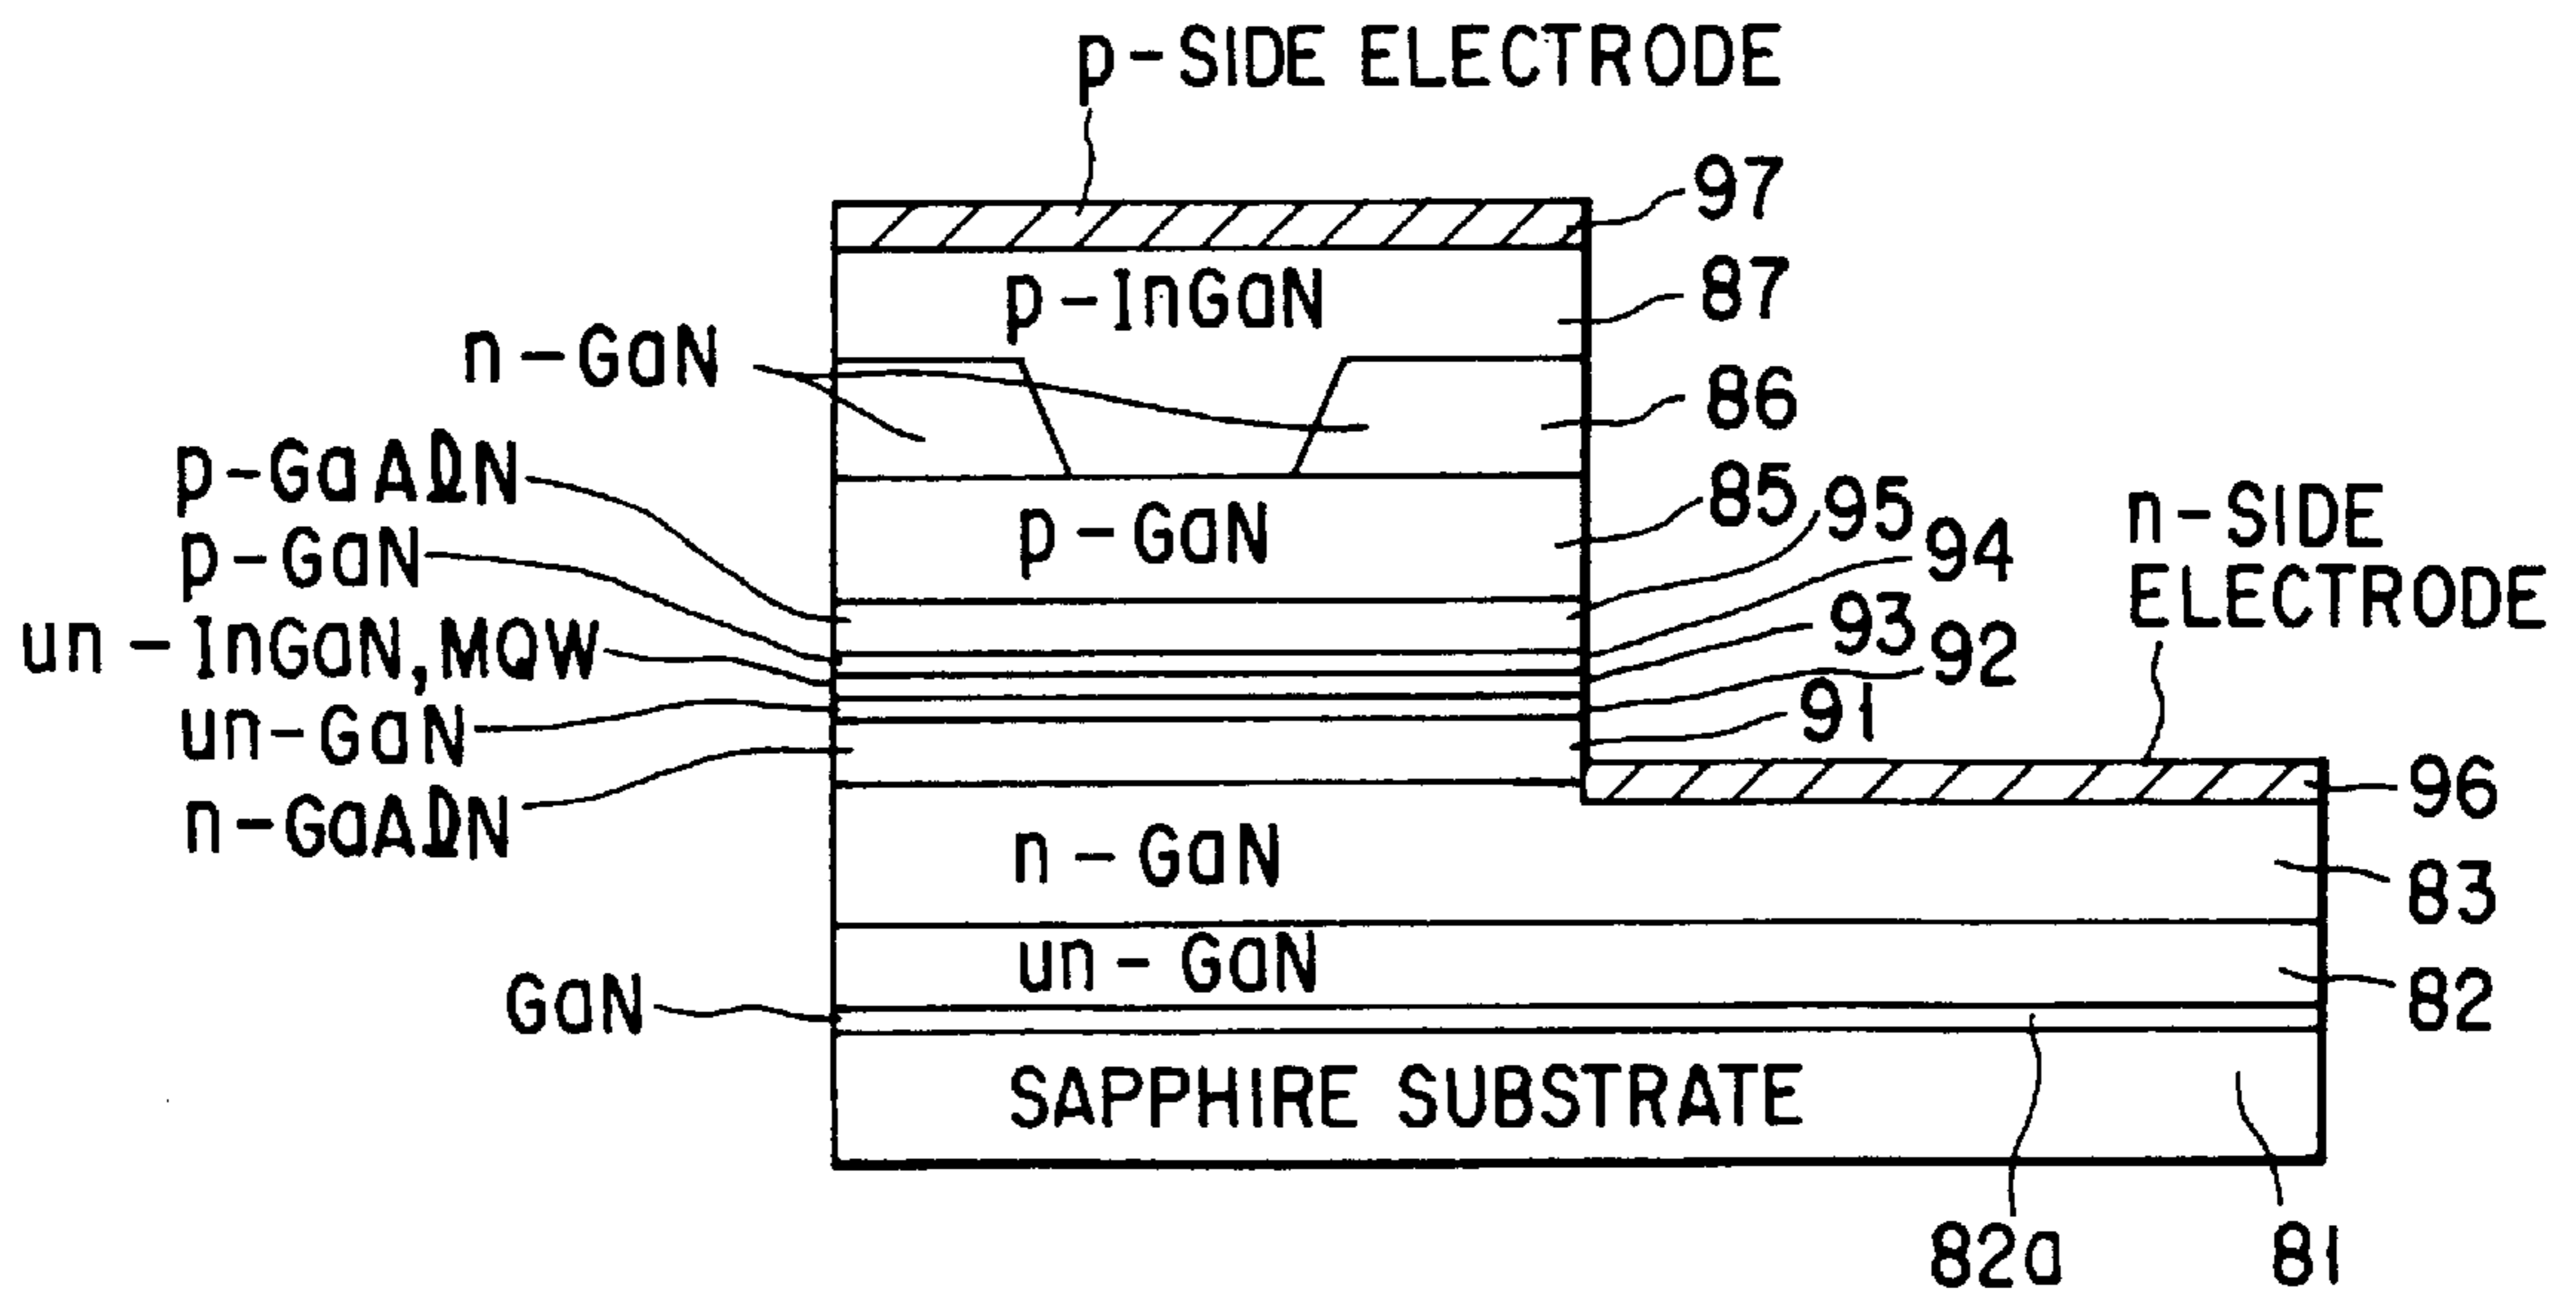 p-SIDE ELECTRODE
97
p-InGaN
87
n-GaN
86
p-GaAlN
85
95
n-SIDE
ELECTRODE
p-GaN
p-GaN
94
un-InGaN,MQW
93
92
un-GaN
91
n-GaAlN
96
n-GaN
83
un-GaN
82
GaN
SAPPHIRE SUBSTRATE
82a
81